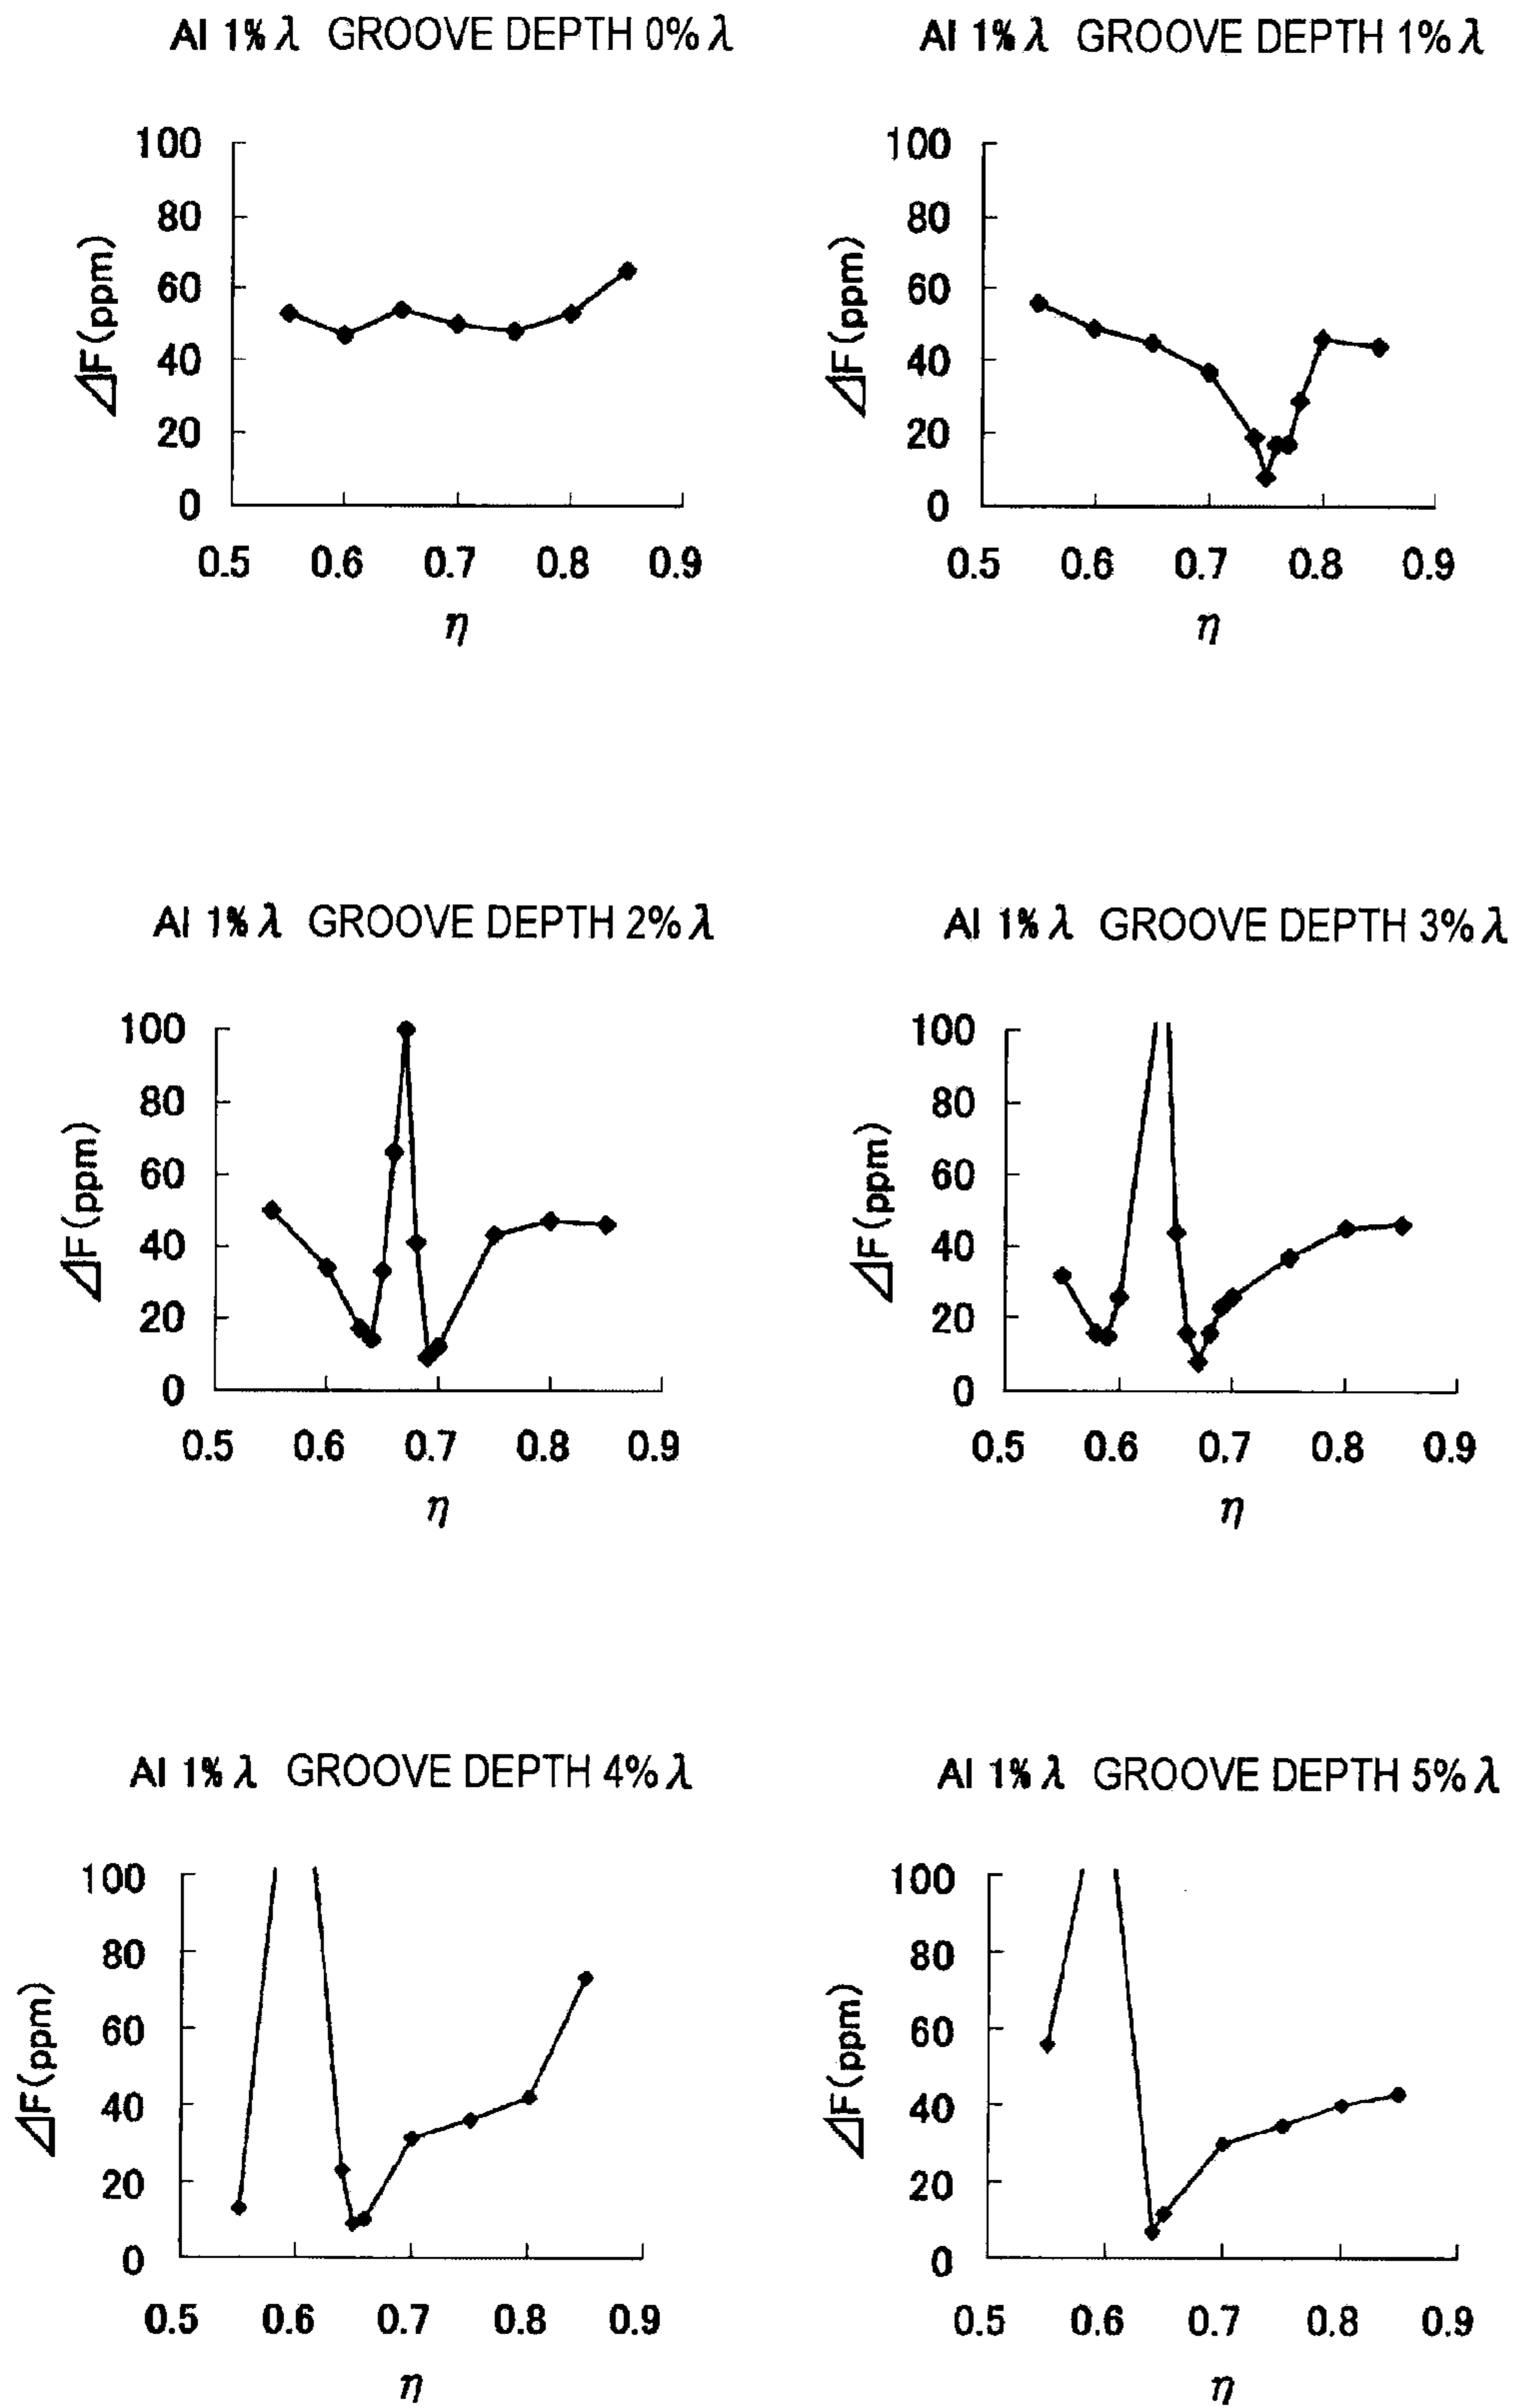 Al 1%λ GROOVE DEPTH 0%λ
100
80
60
40
20
0
ΔF(ppm)
0.5 0.6 0.7 0.8 0.9
η
Al 1%λ GROOVE DEPTH 1%λ
100
80
60
40
20
0
ΔF(ppm)
0.5 0.6 0.7 0.8 0.9
η
Al 1%λ GROOVE DEPTH 2%λ
100
80
60
40
20
0
ΔF(ppm)
0.5 0.6 0.7 0.8 0.9
η
Al 1%λ GROOVE DEPTH 3%λ
100
80
60
40
20
0
ΔF(ppm)
0.5 0.6 0.7 0.8 0.9
η
Al 1%λ GROOVE DEPTH 4%λ
100
80
60
40
20
0
ΔF(ppm)
0.5 0.6 0.7 0.8 0.9
η
Al 1%λ GROOVE DEPTH 5%λ
100
80
60
40
20
0
ΔF(ppm)
0.5 0.6 0.7 0.8 0.9
η